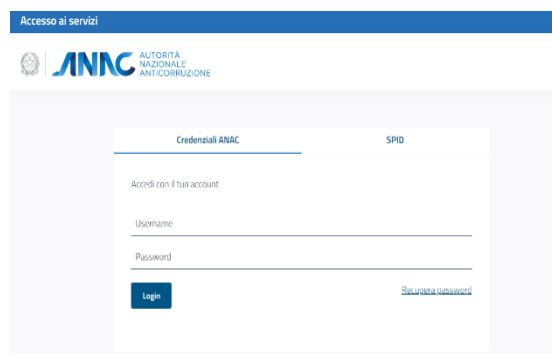 Accesso ai servizi
ANAC
AUTORITÀ
NAZIONALE
ANTICORRUZIONE
Credenziali ANAC
SPID
Accedi con il tuo account
Username
Password
Login
Recupera password